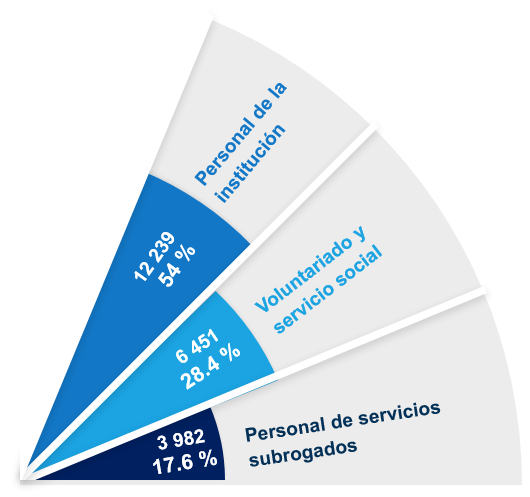 Personal de la
institución
12 239
54 %
Voluntariado y
servicio social
6 451
28.4 %
Personal de servicios
subrogados
3 982
17.6 %